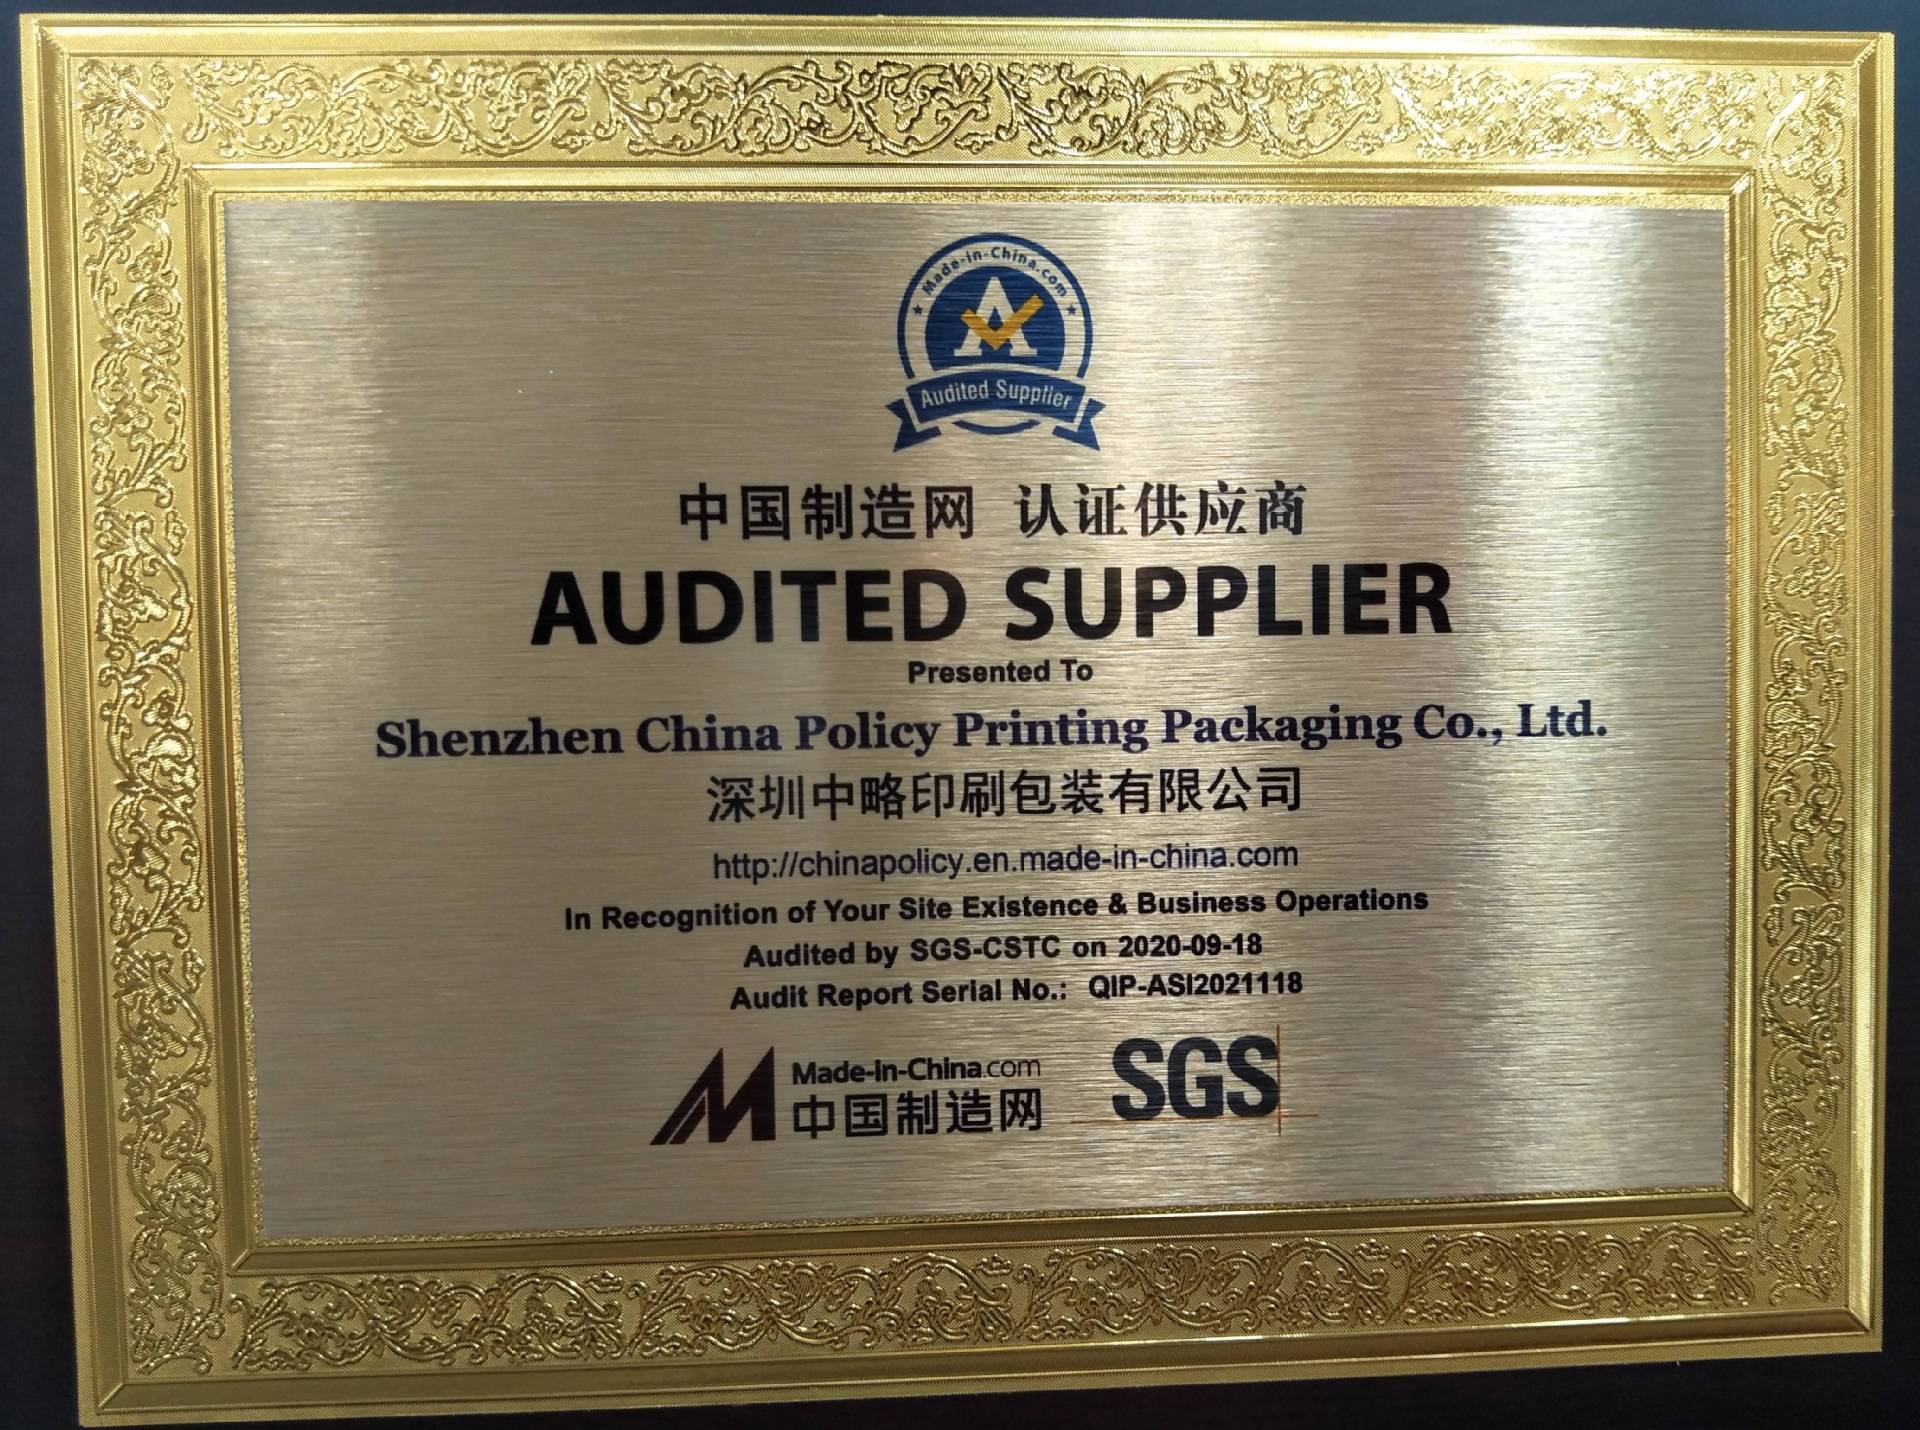 Made-in-China.com
Audited Supplier
中国制造网 认证供应商
AUDITED SUPPLIER
Presented To
Shenzhen China Policy Printing Packaging Co., Ltd.
深圳中略印刷包装有限公司
http://chinapolicy.en.made-in-china.com
In Recognition of Your Site Existence & Business Operations
Audited by SGS-CSTC on 2020-09-18
Audit Report Serial No.: QIP-ASI2021118
Made-in-China.com
中国制造网
SGS